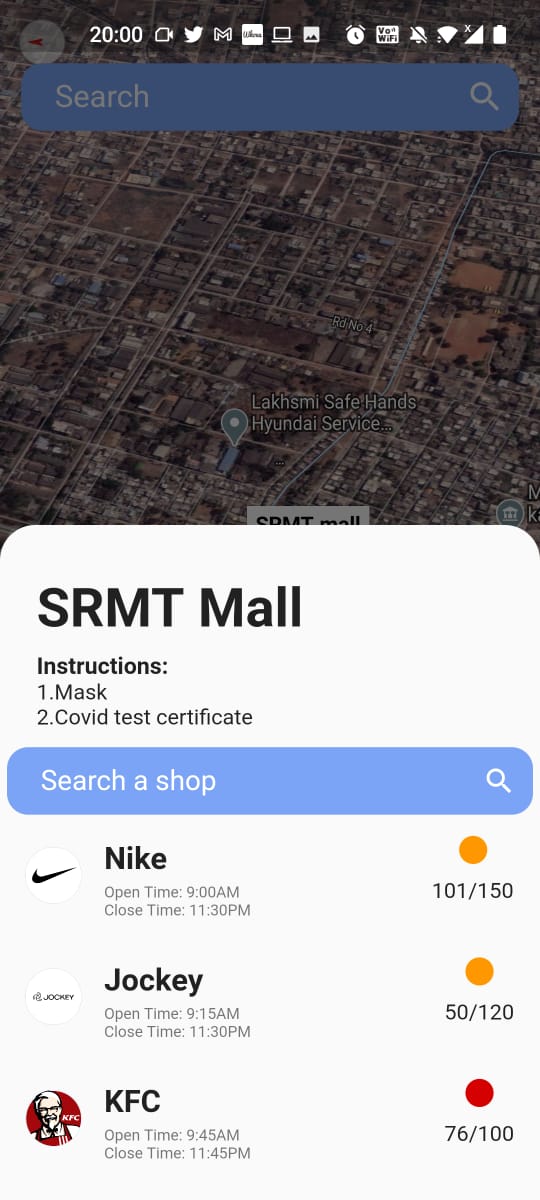 20:00
Search
Rd No 4
Lakhsmi Safe Hands
Hyundai Service...
...
SRMT mall
SRMT Mall
Instructions:
1.Mask
2.Covid test certificate
Search a shop
Nike
Open Time: 9:00AM
Close Time: 11:30PM
101/150
JOCKEY
Jockey
Open Time: 9:15AM
Close Time: 11:30PM
50/120
KFC
KFC
Open Time: 9:45AM
Close Time: 11:45PM
76/100